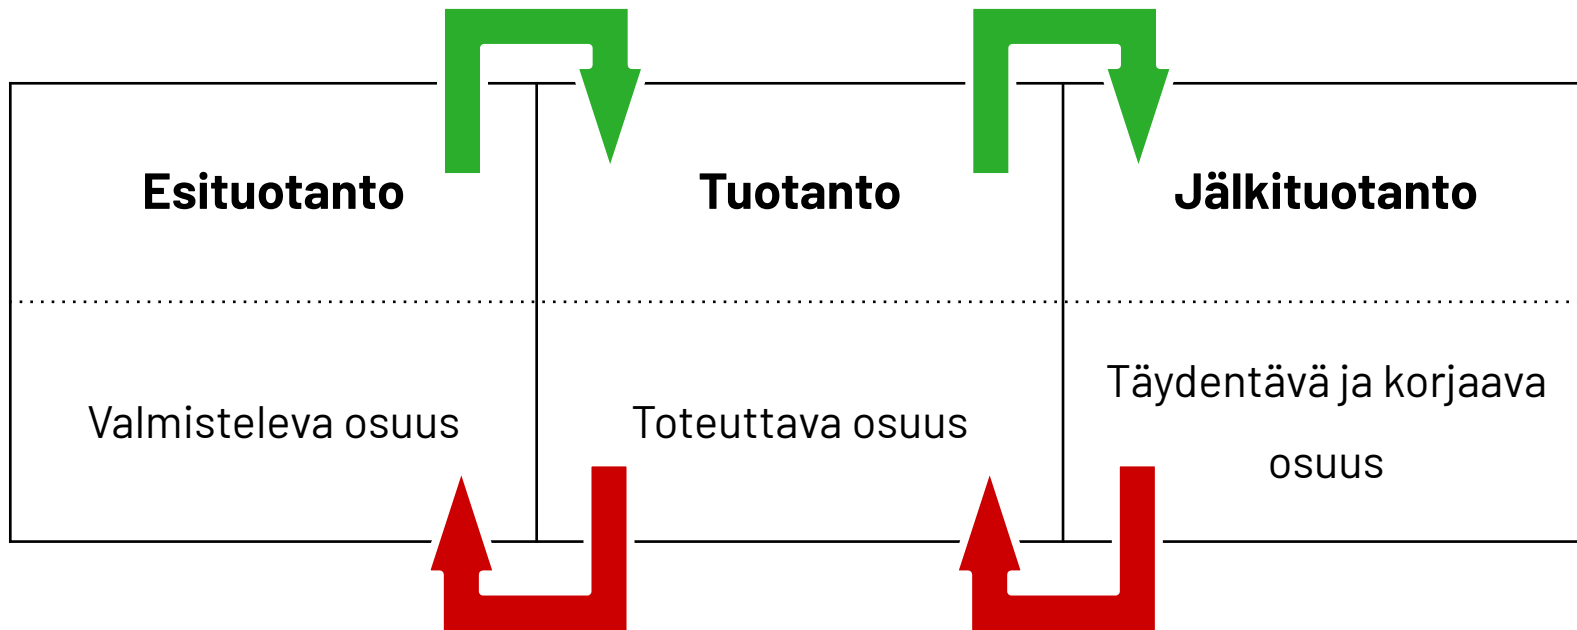 Esituotanto
Tuotanto
Jälkituotanto
Valmisteleva osuus
Toteuttava osuus
Täydentävä ja korjaava
osuus